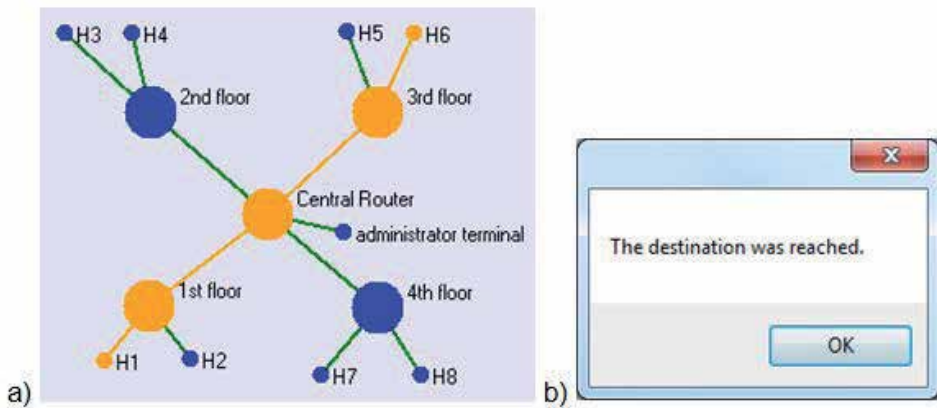 H3
H4
H5
H6
2nd floor
3rd floor
Central Router
administrator terminal
1st floor
4th floor
H1
H2
H7
H8
a)
b)
x
The destination was reached.
OK